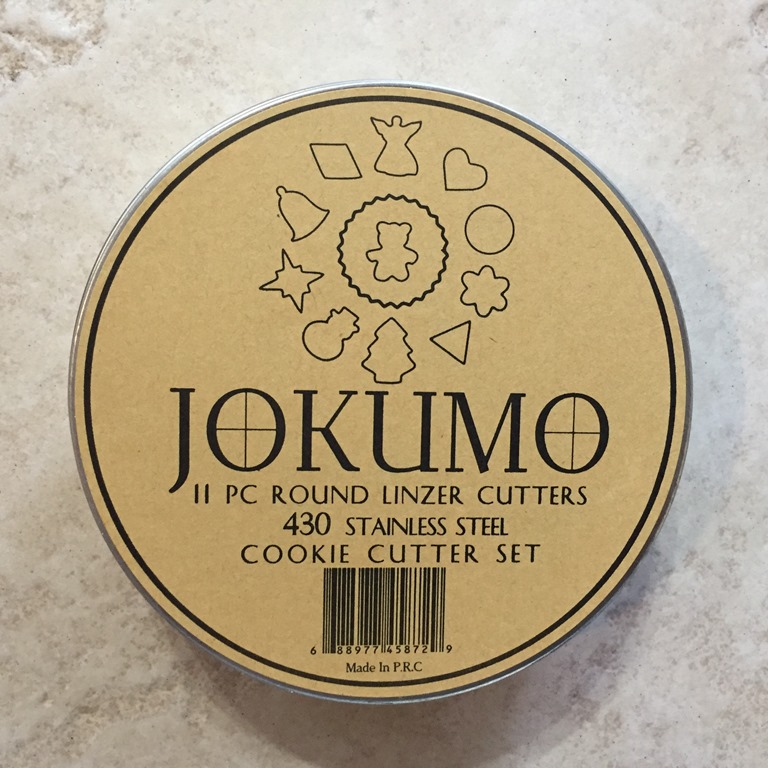 JOKUMO
11 PC ROUND LINZER CUTTERS
430 STAINLESS STEEL
COOKIE CUTTER SET
6 88977 45872 9
Made In P.R.C